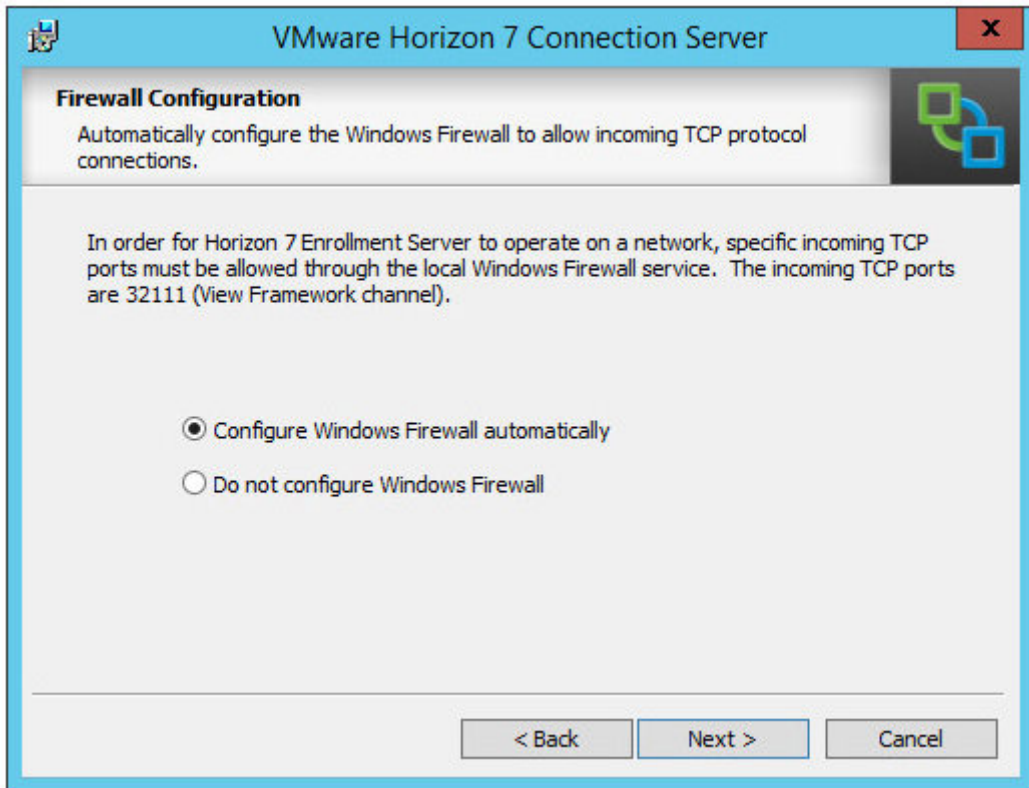 VMware Horizon 7 Connection Server
x
Firewall Configuration
Automatically configure the Windows Firewall to allow incoming TCP protocol
connections.
In order for Horizon 7 Enrollment Server to operate on a network, specific incoming TCP
ports must be allowed through the local Windows Firewall service.  The incoming TCP ports
are 32111 (View Framework channel).
Configure Windows Firewall automatically
Do not configure Windows Firewall
< Back
Next >
Cancel